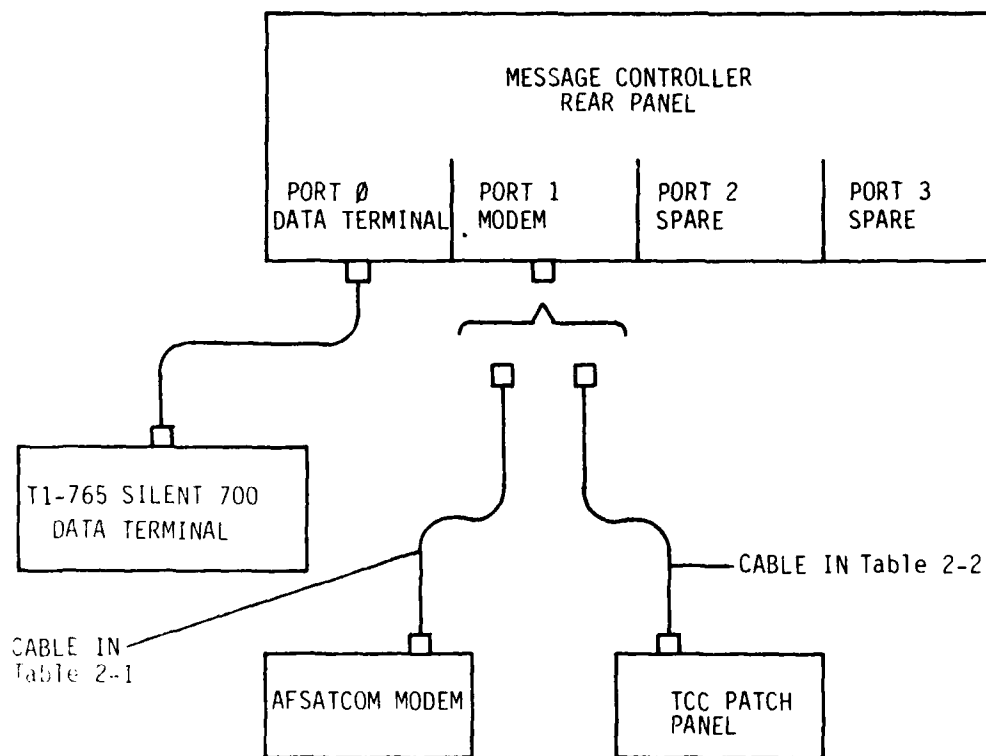 MESSAGE CONTROLLER
REAR PANEL
PORT Ø
DATA TERMINAL
PORT 1
MODEM
PORT 2
SPARE
PORT 3
SPARE
T1-765 SILENT 700
DATA TERMINAL
CABLE IN Table 2-2
CABLE IN
Table 2-1
AFSATCOM MODEM
TCC PATCH
PANEL